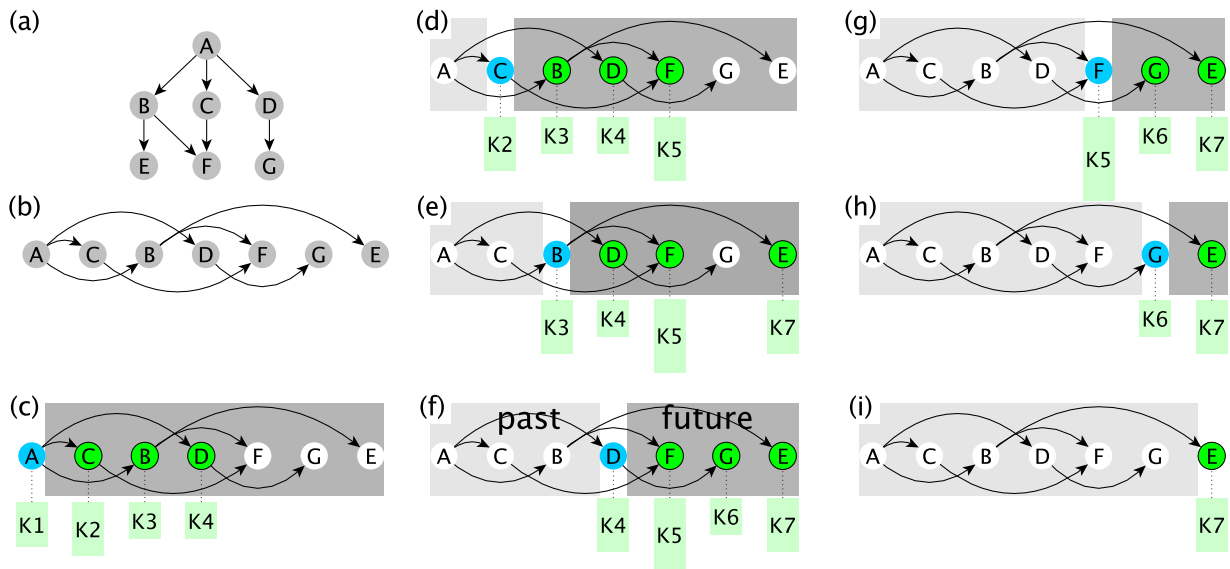 (a)
A
B C D
E F G
(b)
A C B D F G E
(c)
A C B D F G E
K1 K2 K3 K4
(d)
A C B D F G E
K2 K3 K4 K5
(e)
A C B D F G E
K3 K4 K5 K7
(f)
past future
A C B D F G E
K4 K5 K6 K7
(g)
A C B D F G E
K5 K6 K7
(h)
A C B D F G E
K6 K7
(i)
A C B D F G E
K7